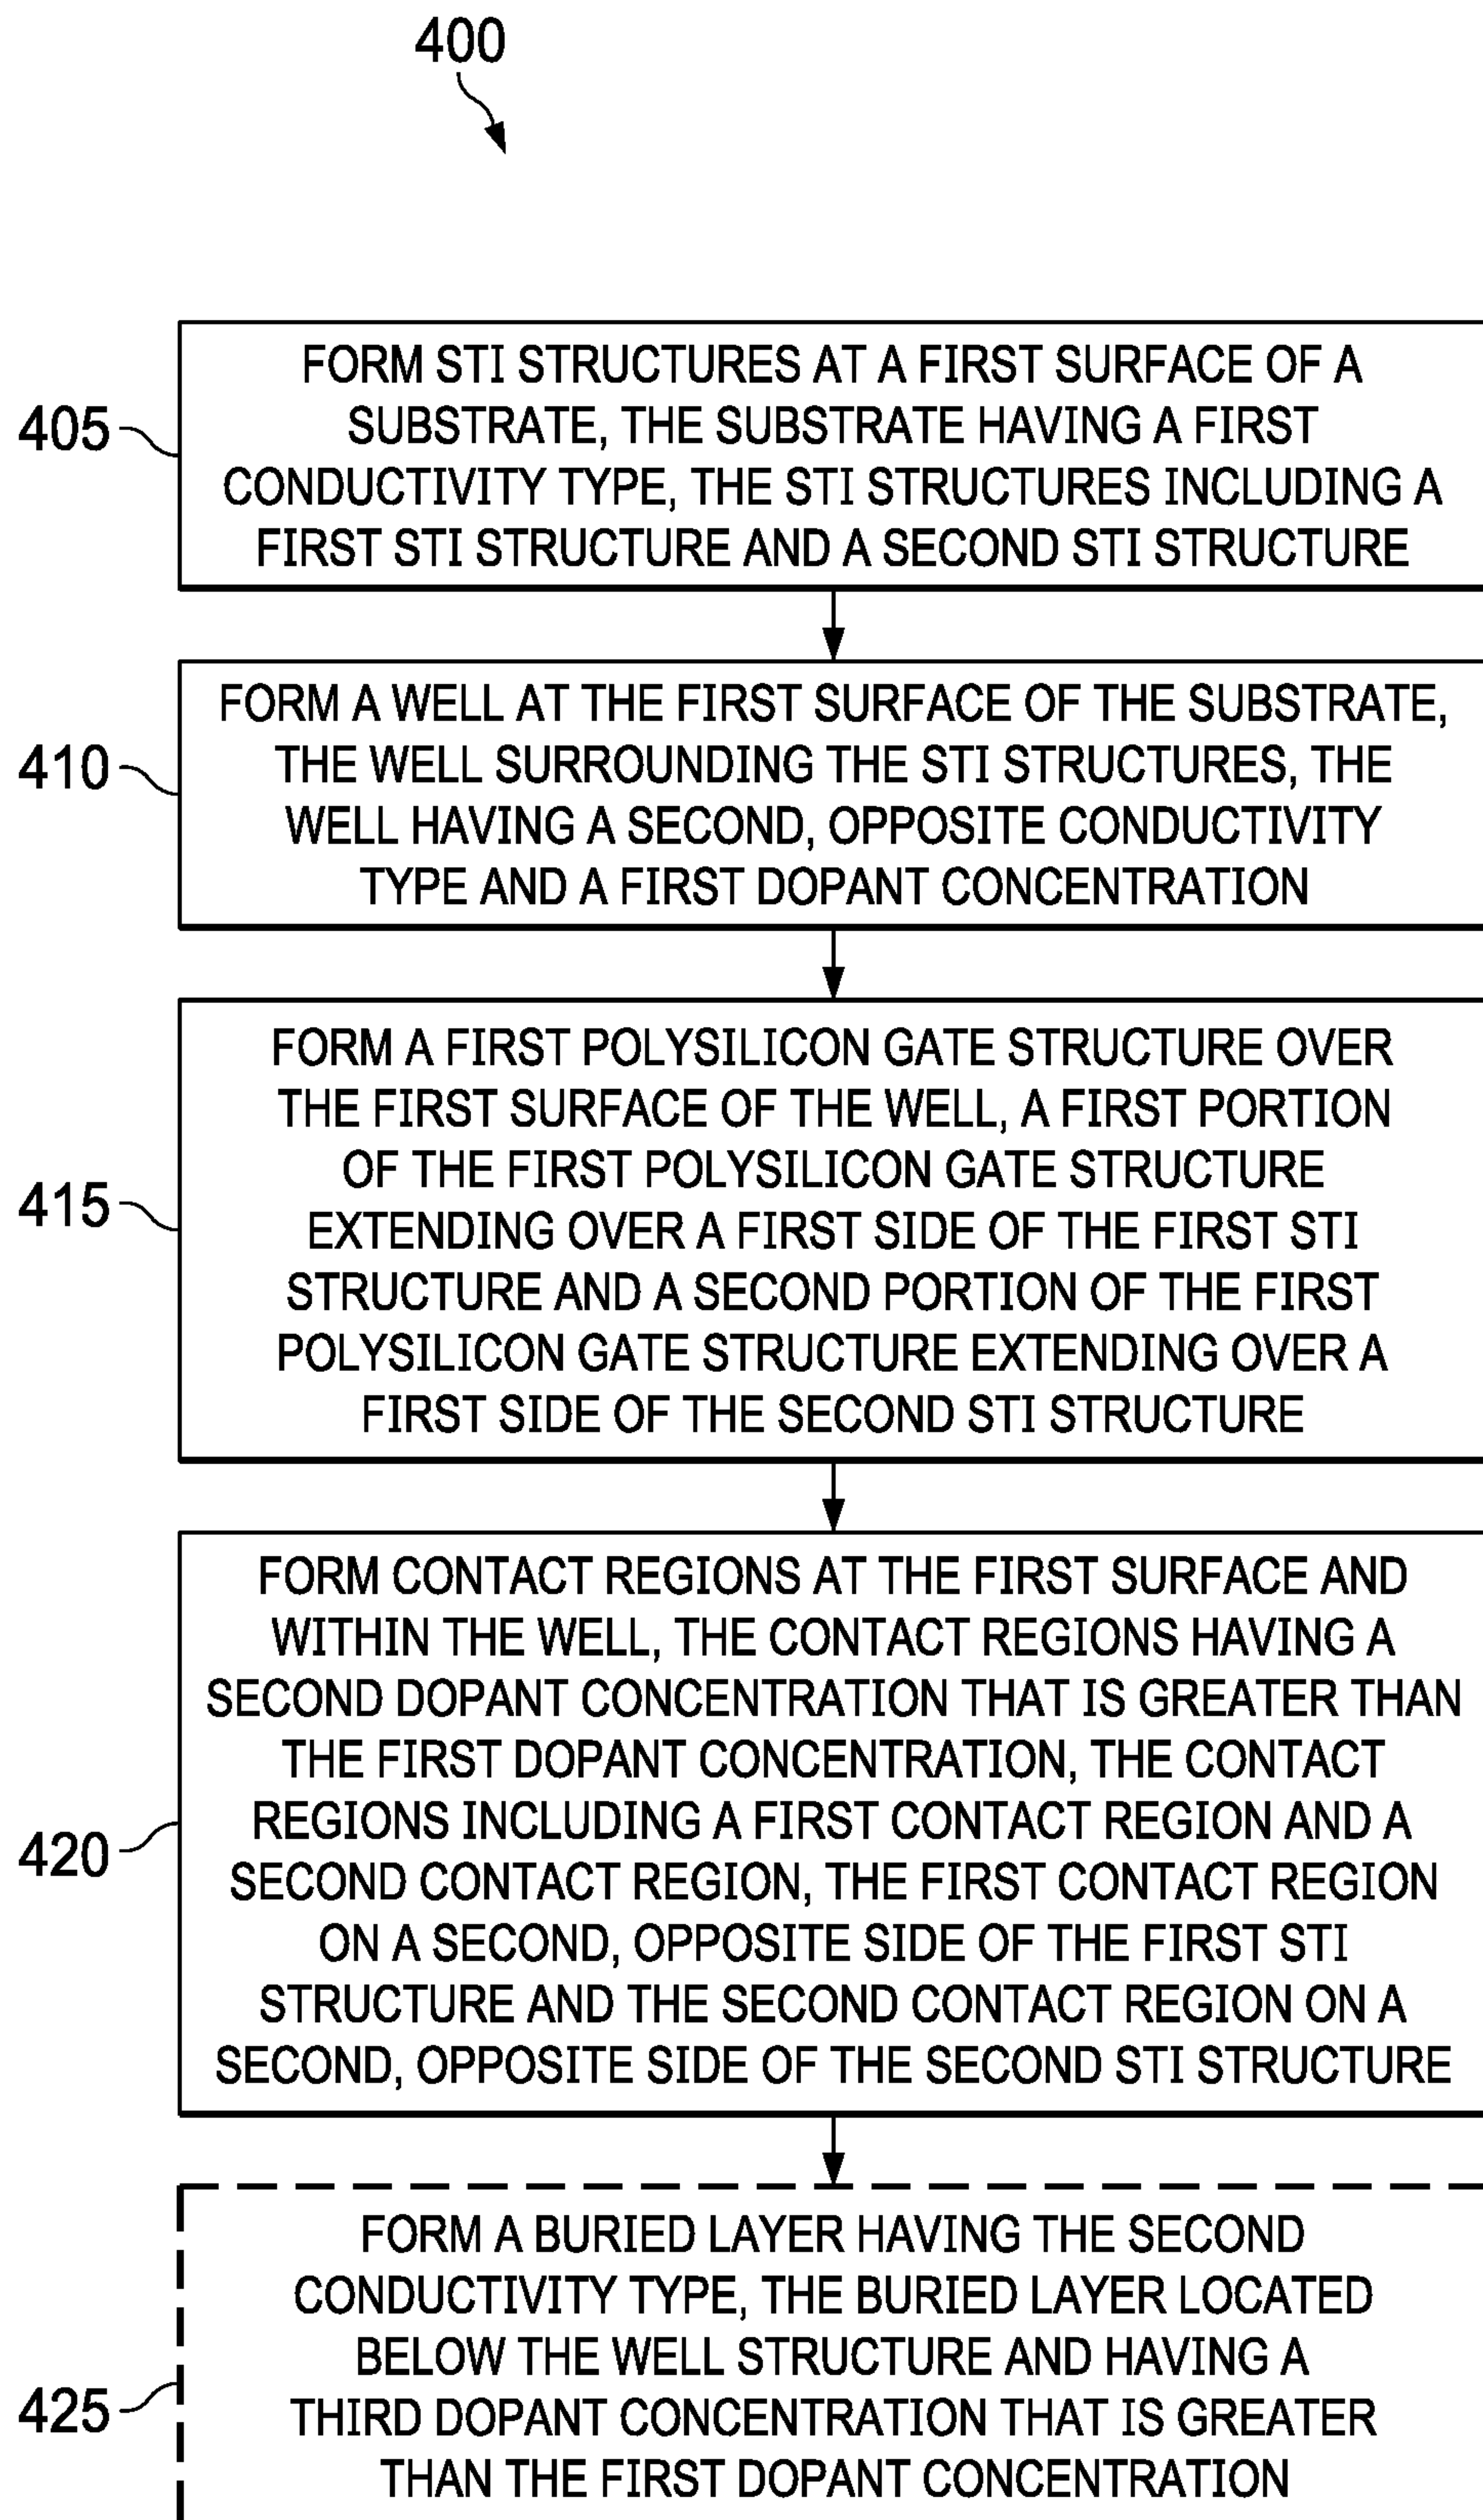 400
405
FORM STI STRUCTURES AT A FIRST SURFACE OF A
SUBSTRATE, THE SUBSTRATE HAVING A FIRST
CONDUCTIVITY TYPE, THE STI STRUCTURES INCLUDING A
FIRST STI STRUCTURE AND A SECOND STI STRUCTURE
410
FORM A WELL AT THE FIRST SURFACE OF THE SUBSTRATE,
THE WELL SURROUNDING THE STI STRUCTURES, THE
WELL HAVING A SECOND, OPPOSITE CONDUCTIVITY
TYPE AND A FIRST DOPANT CONCENTRATION
415
FORM A FIRST POLYSILICON GATE STRUCTURE OVER
THE FIRST SURFACE OF THE WELL, A FIRST PORTION
OF THE FIRST POLYSILICON GATE STRUCTURE
EXTENDING OVER A FIRST SIDE OF THE FIRST STI
STRUCTURE AND A SECOND PORTION OF THE FIRST
POLYSILICON GATE STRUCTURE EXTENDING OVER A
FIRST SIDE OF THE SECOND STI STRUCTURE
420
FORM CONTACT REGIONS AT THE FIRST SURFACE AND
WITHIN THE WELL, THE CONTACT REGIONS HAVING A
SECOND DOPANT CONCENTRATION THAT IS GREATER THAN
THE FIRST DOPANT CONCENTRATION, THE CONTACT
REGIONS INCLUDING A FIRST CONTACT REGION AND A
SECOND CONTACT REGION, THE FIRST CONTACT REGION
ON A SECOND, OPPOSITE SIDE OF THE FIRST STI
STRUCTURE AND THE SECOND CONTACT REGION ON A
SECOND, OPPOSITE SIDE OF THE SECOND STI STRUCTURE
425
FORM A BURIED LAYER HAVING THE SECOND
CONDUCTIVITY TYPE, THE BURIED LAYER LOCATED
BELOW THE WELL STRUCTURE AND HAVING A
THIRD DOPANT CONCENTRATION THAT IS GREATER
THAN THE FIRST DOPANT CONCENTRATION